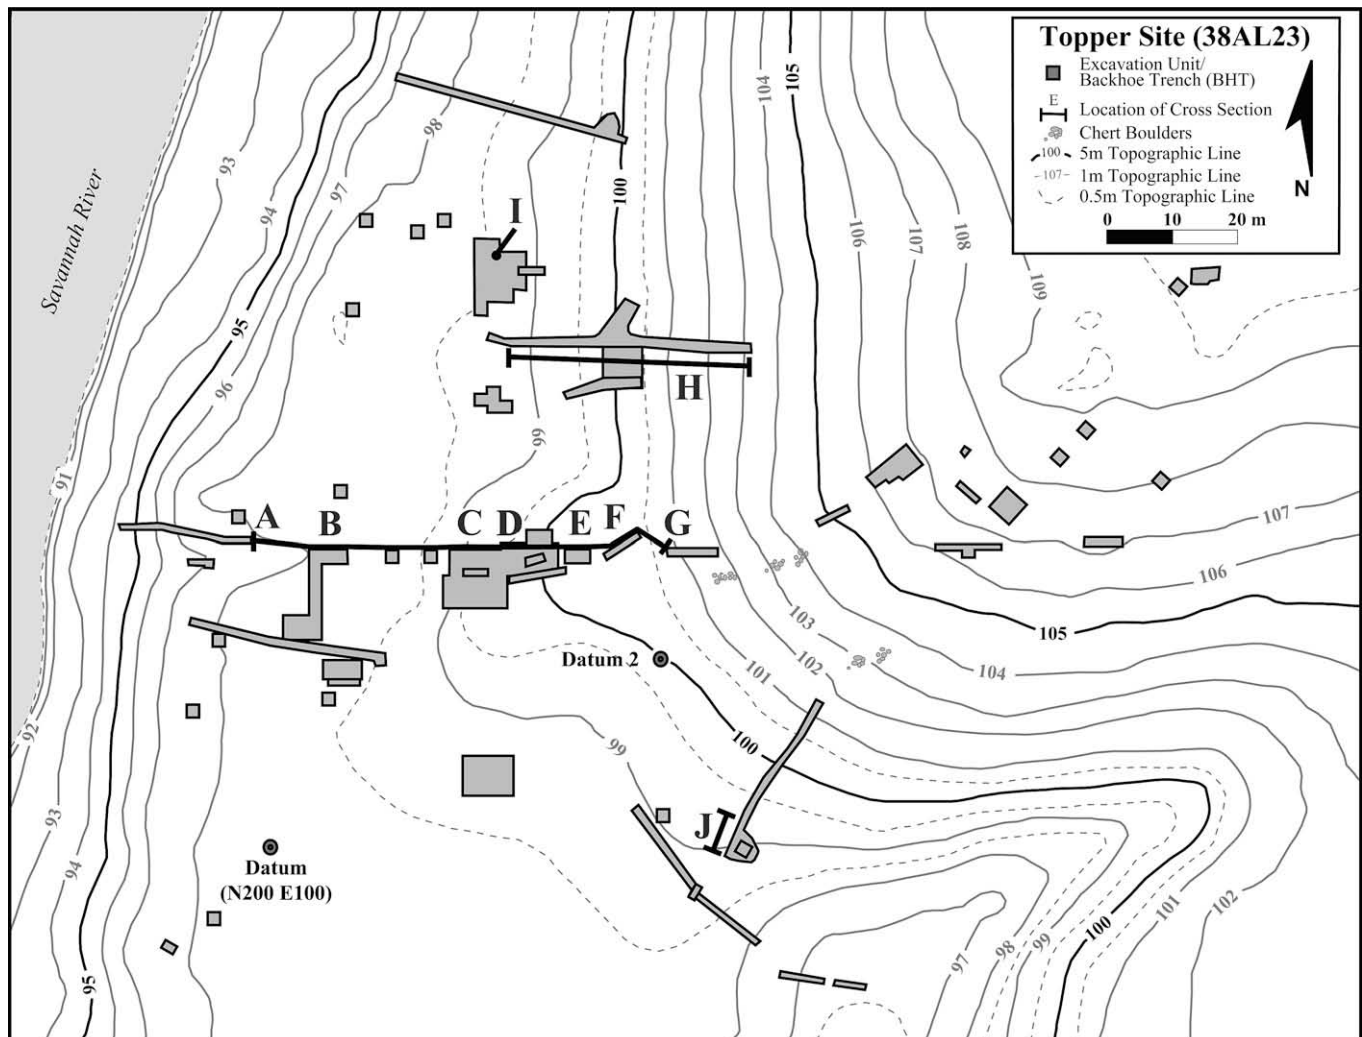 Topper Site (38AL23)
Excavation Unit/
Backhoe Trench (BHT)
E
Location of Cross Section
Chert Boulders
100
5m Topographic Line
107
1m Topographic Line
0.5m Topographic Line
0 10 20 m
N
Savannah River
93
94
95
96
97
98
100
104
105
106
107
108
109
I
H
99
91
A
B
C
D
E
F
G
107
106
105
104
103
102
101
Datum 2
100
99
92
93
94
95
J
Datum
(N200 E100)
97
98
99
100
101
102